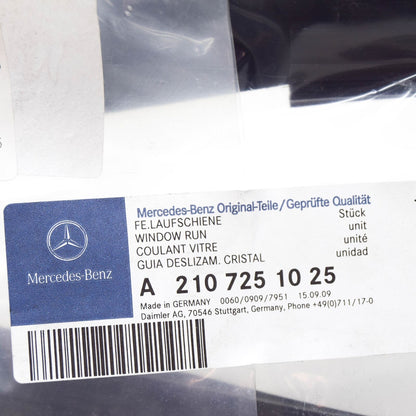 Mercedes-Benz Original-Teile/Geprüfte Qualität
FE.LAUFSCHIENE Stück
WINDOW RUN unit
COULANT VITRE unité
GUIA DESLIZAM. CRISTAL unidad
Mercedes-Benz
A 210 725 10 25
Made in GERMANY 0060/0909/7951 15.09.09
Daimler AG, 70546 Stuttgart, Germany, Phone +49(0)711/17-0